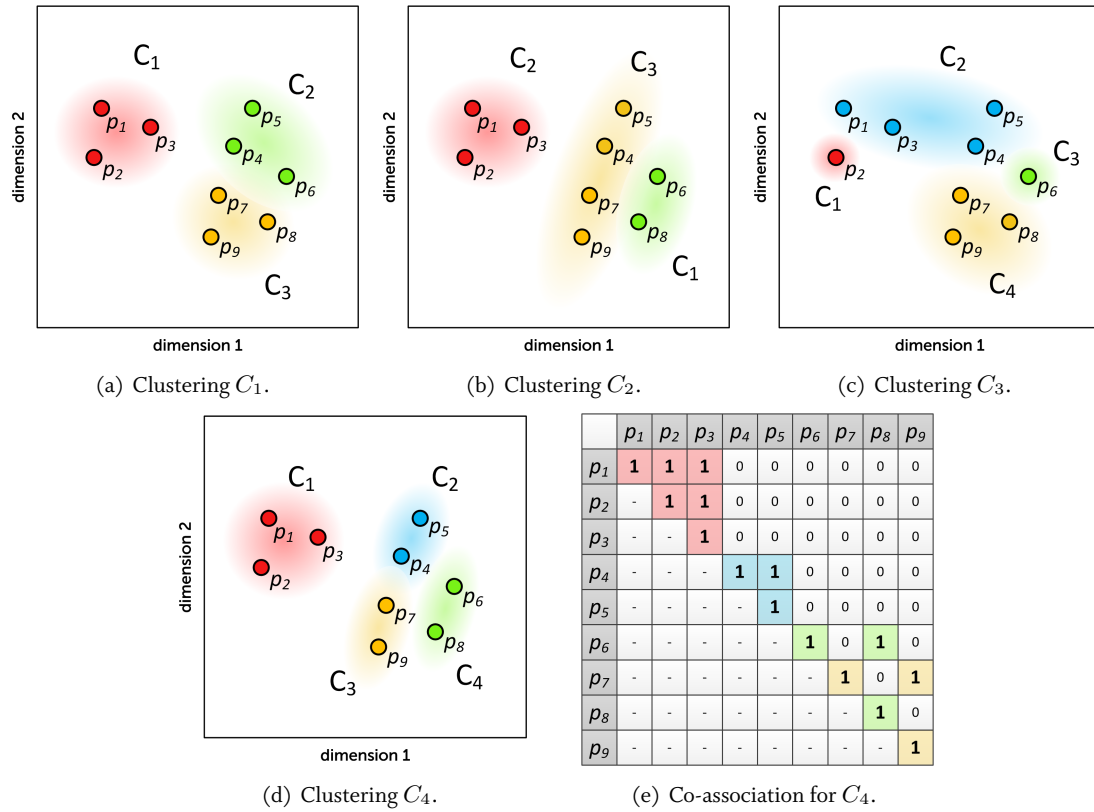 C1
C2
p1
p5
p3
p4
p2
p6
p7
p8
p9
C3
dimension 2
dimension 1
(a) Clustering C1.
C2
C3
p1
p5
p3
p4
p2
p6
p7
p8
p9
C1
dimension 2
dimension 1
(b) Clustering C2.
C2
p1
p5
p3
p4
C3
p2
p6
C1
p7
p8
p9
C4
dimension 2
dimension 1
(c) Clustering C3.
C1
C2
p1
p5
p3
p4
p2
p6
p7
p8
p9
C3
C4
dimension 2
dimension 1
(d) Clustering C4.
p1 p2 p3 p4 p5 p6 p7 p8 p9
p1 1 1 1 0 0 0 0 0 0
p2 - 1 1 0 0 0 0 0 0
p3 - - 1 0 0 0 0 0 0
p4 - - - 1 1 0 0 0 0
p5 - - - - 1 0 0 0 0
p6 - - - - - 1 0 1 0
p7 - - - - - - 1 0 1
p8 - - - - - - - 1 0
p9 - - - - - - - - 1
(e) Co-association for C4.